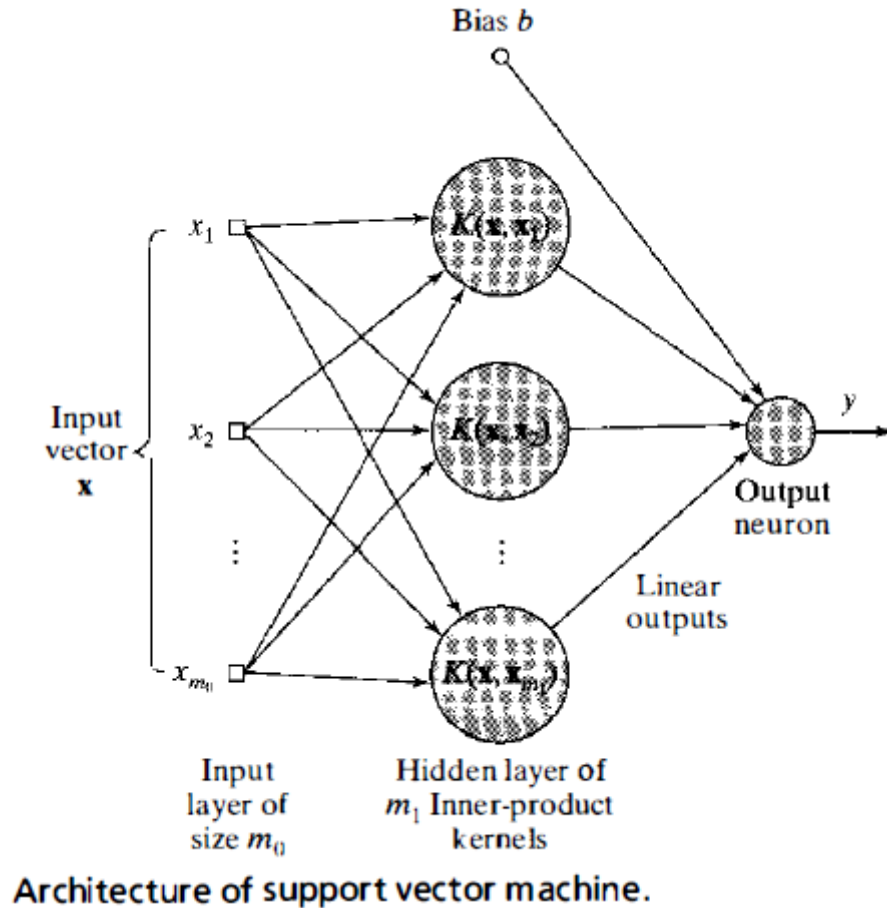 Bias b
x₁
K(x, x₁)
Input
vector
x
x₂
K(x, x₂)
y
Output
neuron
⋮
⋮
Linear
outputs
xₘ₀
K(x, xₘ₁)
Input
layer of
size m₀
Hidden layer of
m₁ Inner-product
kernels
Architecture of support vector machine.